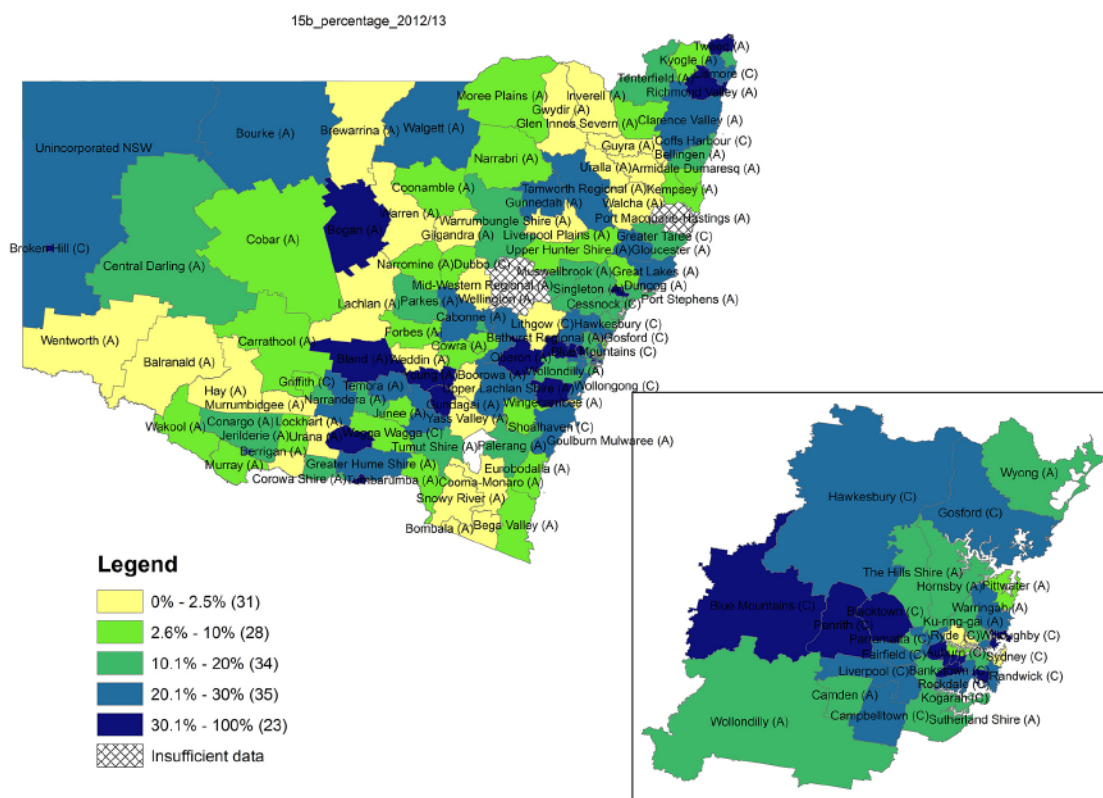 15b_percentage_2012/13
Tweed (A)
Kyogle (A)
Tenterfield (A)
Richmond Valley (A)
Moree Plains (A)
Inverell (A)
Gwydir (A)
Glen Innes Severn (A)
Clarence Valley (A)
Unincorporated NSW
Bourke (A)
Brewarrina (A)
Walgett (A)
Coffs Harbour (C)
Guyra (A)
Bellingen (A)
Narrabri (A)
Uralla (A)
Armidale Dumaresq (A)
Coonamble (A)
Tamworth Regional (A)
Kempsey (A)
Gunnedah (A)
Walcha (A)
Warren (A)
Warrumbungle Shire (A)
Port Macquarie-Hastings (A)
Bogan (A)
Gilgandra (A)
Liverpool Plains (A)
Greater Taree (C)
Broken Hill (C)
Cobar (A)
Upper Hunter Shire (A)
Gloucester (A)
Central Darling (A)
Narromine (A)
Dubbo (C)
Muswellbrook (A)
Great Lakes (A)
Mid-Western Regional (A)
Singleton (A)
Dungog (A)
Lachlan (A)
Parkes (A)
Wellington (A)
Cessnock (C)
Port Stephens (A)
Cabonne (A)
Lithgow (C)
Hawkesbury (C)
Wentworth (A)
Carrathool (A)
Forbes (A)
Bathurst Regional (A)
Gosford (C)
Cowra (A)
Balranald (A)
Bland (A)
Weddin (A)
Oberon (A)
Blue Mountains (C)
Griffith (C)
Young (A)
Boorowa (A)
Wollondilly (A)
Hay (A)
Temora (A)
Upper Lachlan Shire (A)
Wollongong (C)
Murrumbidgee (A)
Narrandera (A)
Gundagai (A)
Wingecarribee (A)
Wakool (A)
Conargo (A)
Lockhart (A)
Junee (A)
Yass Valley (A)
Shoalhaven (C)
Jerilderie (A)
Urana (A)
Wagga Wagga (C)
Goulburn Mulwaree (A)
Berrigan (A)
Tumut Shire (A)
Palerang (A)
Murray (A)
Greater Hume Shire (A)
Eurobodalla (A)
Corowa Shire (A)
Tumbarumba (A)
Cooma-Monaro (A)
Snowy River (A)
Bombala (A)
Bega Valley (A)
Legend
0% - 2.5% (31)
2.6% - 10% (28)
10.1% - 20% (34)
20.1% - 30% (35)
30.1% - 100% (23)
Insufficient data
Wyong (A)
Hawkesbury (C)
Gosford (C)
The Hills Shire (A)
Hornsby (A)
Pittwater (A)
Blue Mountains (C)
Blacktown (C)
Warringah (A)
Penrith (C)
Ku-ring-gai (A)
Parramatta (C)
Ryde (C)
Willoughby (C)
Fairfield (C)
Auburn (C)
Sydney (C)
Liverpool (C)
Bankstown (C)
Randwick (C)
Rockdale (C)
Camden (A)
Kogarah (C)
Wollondilly (A)
Campbelltown (C)
Sutherland Shire (A)